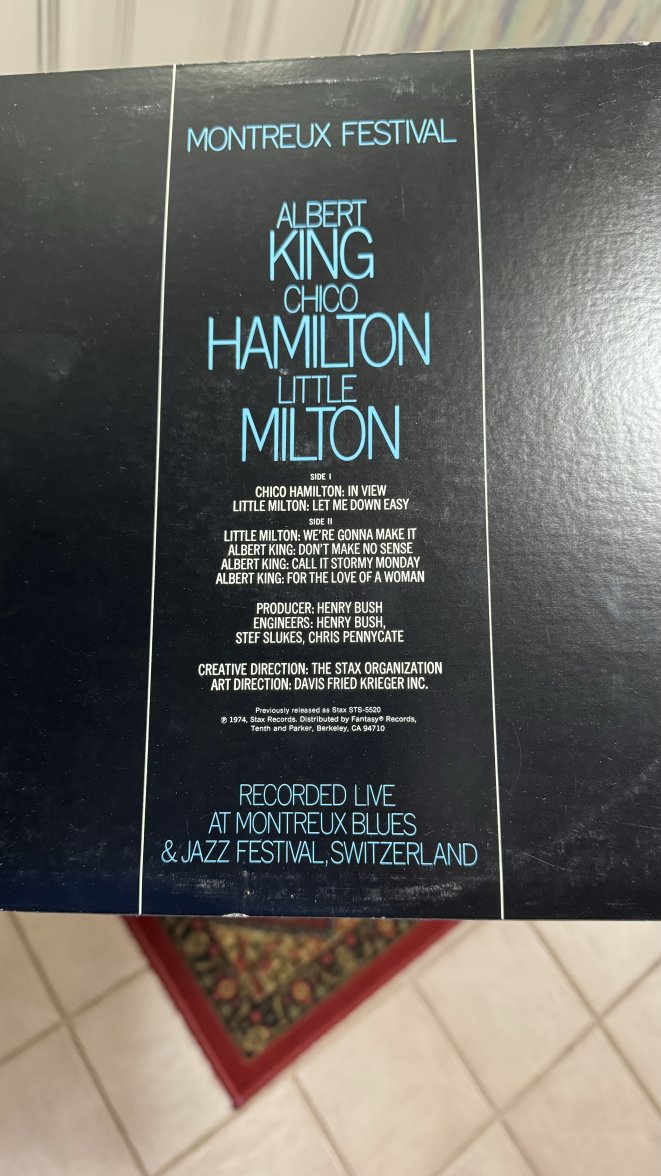 MONTREUX FESTIVAL
ALBERT
KING
CHICO
HAMILTON
LITTLE
MILTON
SIDE I
CHICO HAMILTON: IN VIEW
LITTLE MILTON: LET ME DOWN EASY
SIDE II
LITTLE MILTON: WE'RE GONNA MAKE IT
ALBERT KING: DON'T MAKE NO SENSE
ALBERT KING: CALL IT STORMY MONDAY
ALBERT KING: FOR THE LOVE OF A WOMAN
PRODUCER: HENRY BUSH
ENGINEERS: HENRY BUSH,
STEF SLUKES, CHRIS PENNYCATE
CREATIVE DIRECTION: THE STAX ORGANIZATION
ART DIRECTION: DAVIS FRIED KRIEGER INC.
Previously released as Stax STS-5520
℗ 1974, Stax Records. Distributed by Fantasy® Records,
Tenth and Parker, Berkeley, CA 94710
RECORDED LIVE
AT MONTREUX BLUES
& JAZZ FESTIVAL, SWITZERLAND